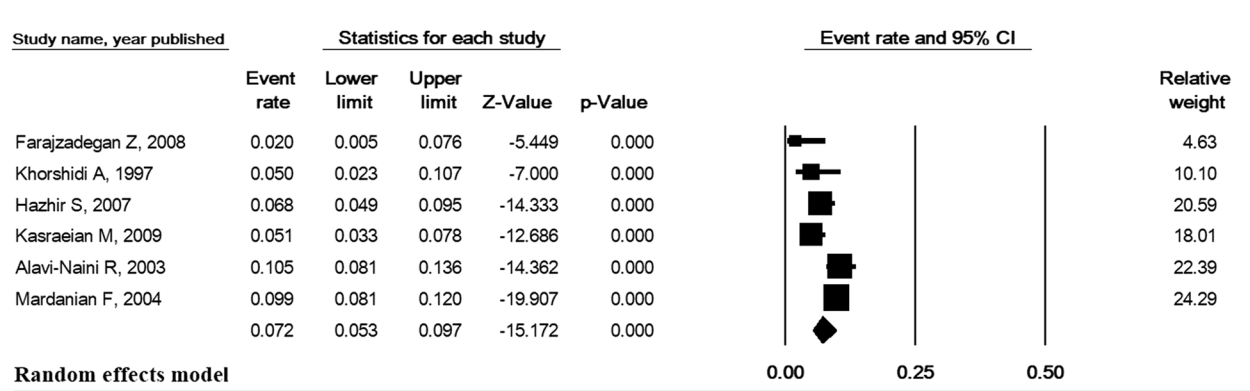 Study name, year published Statistics for each study Event rate and 95% CI
Event Lower Upper Relative
rate limit limit Z-Value p-Value weight
Farajzadegan Z, 2008 0.020 0.005 0.076 -5.449 0.000 4.63
Khorshidi A, 1997 0.050 0.023 0.107 -7.000 0.000 10.10
Hazhir S, 2007 0.068 0.049 0.095 -14.333 0.000 20.59
Kasraeian M, 2009 0.051 0.033 0.078 -12.686 0.000 18.01
Alavi-Naini R, 2003 0.105 0.081 0.136 -14.362 0.000 22.39
Mardanian F, 2004 0.099 0.081 0.120 -19.907 0.000 24.29
0.072 0.053 0.097 -15.172 0.000
Random effects model 0.00 0.25 0.50